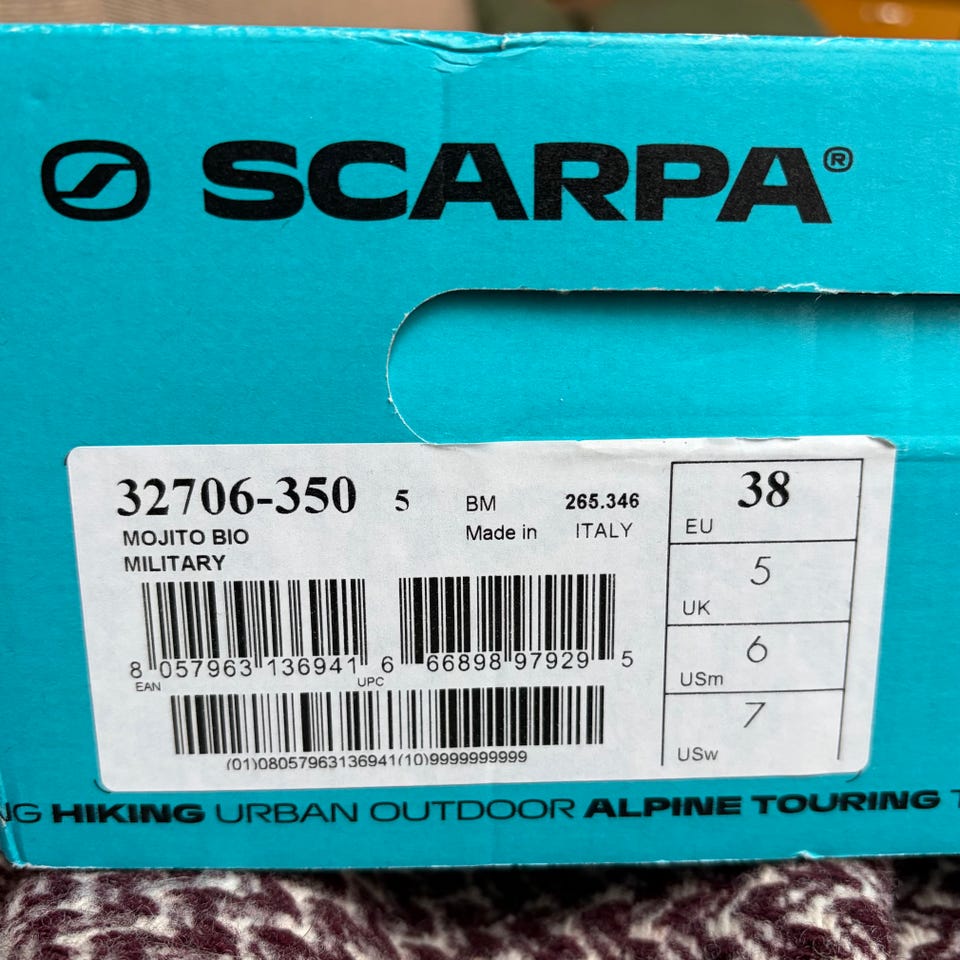 SCARPA®
32706-350 5 BM 265.346
MOJITO BIO Made in ITALY
MILITARY
38
EU
5
UK
6
USm
7
USw
8 057963 136941
EAN
6 66898 97929 5
UPC
(01)08057963136941(10)9999999999
HIKING URBAN OUTDOOR ALPINE TOURING